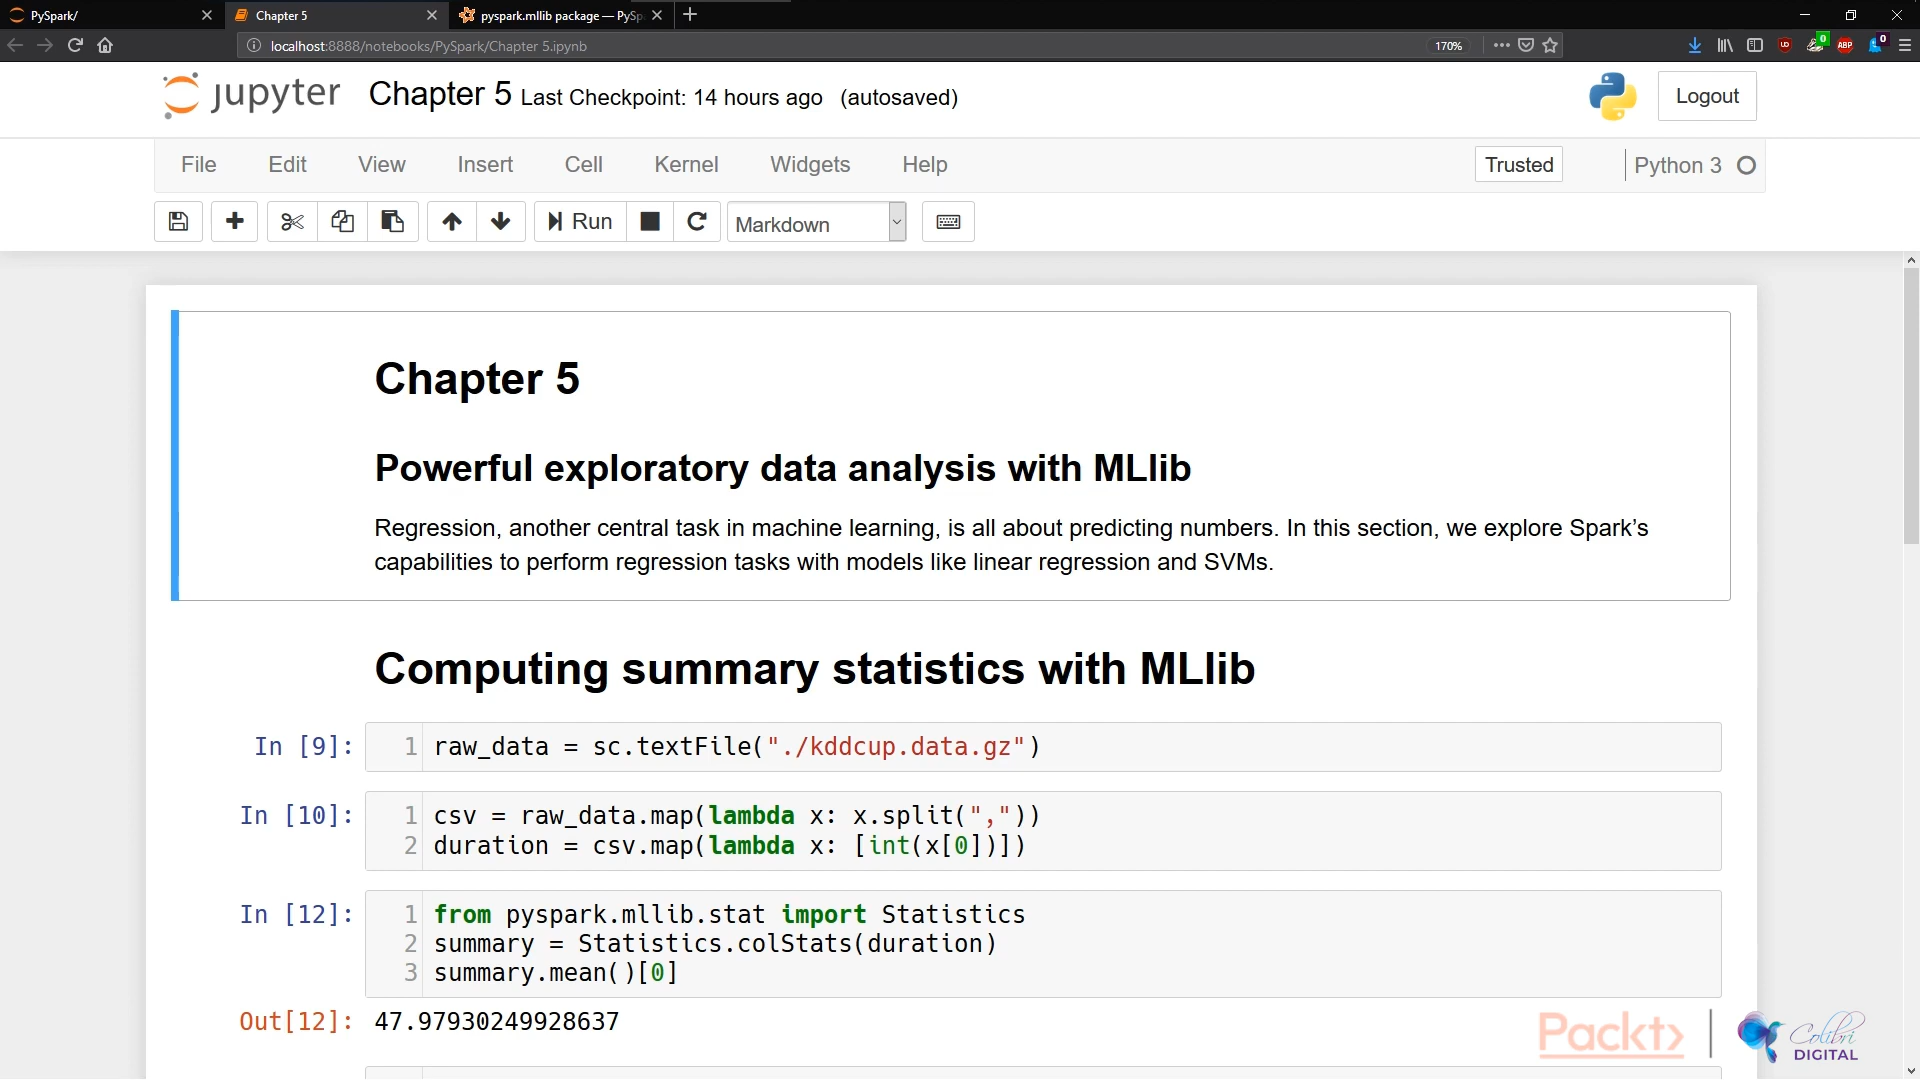 PySpark/
Chapter 5
pyspark.mllib package — PySp
localhost:8888/notebooks/PySpark/Chapter 5.ipynb
170%
UD
0
ABP
0
jupyter
Chapter 5 Last Checkpoint: 14 hours ago (autosaved)
Logout
File Edit View Insert Cell Kernel Widgets Help
Trusted
Python 3
Run
Markdown
Chapter 5
Powerful exploratory data analysis with MLlib
Regression, another central task in machine learning, is all about predicting numbers. In this section, we explore Spark’s
capabilities to perform regression tasks with models like linear regression and SVMs.
Computing summary statistics with MLlib
In [9]: 1 raw_data = sc.textFile("./kddcup.data.gz")
In [10]: 1 csv = raw_data.map(lambda x: x.split(","))
2 duration = csv.map(lambda x: [int(x[0])])
In [12]: 1 from pyspark.mllib.stat import Statistics
2 summary = Statistics.colStats(duration)
3 summary.mean()[0]
Out[12]: 47.97930249928637
Packt>
Colibri
DIGITAL